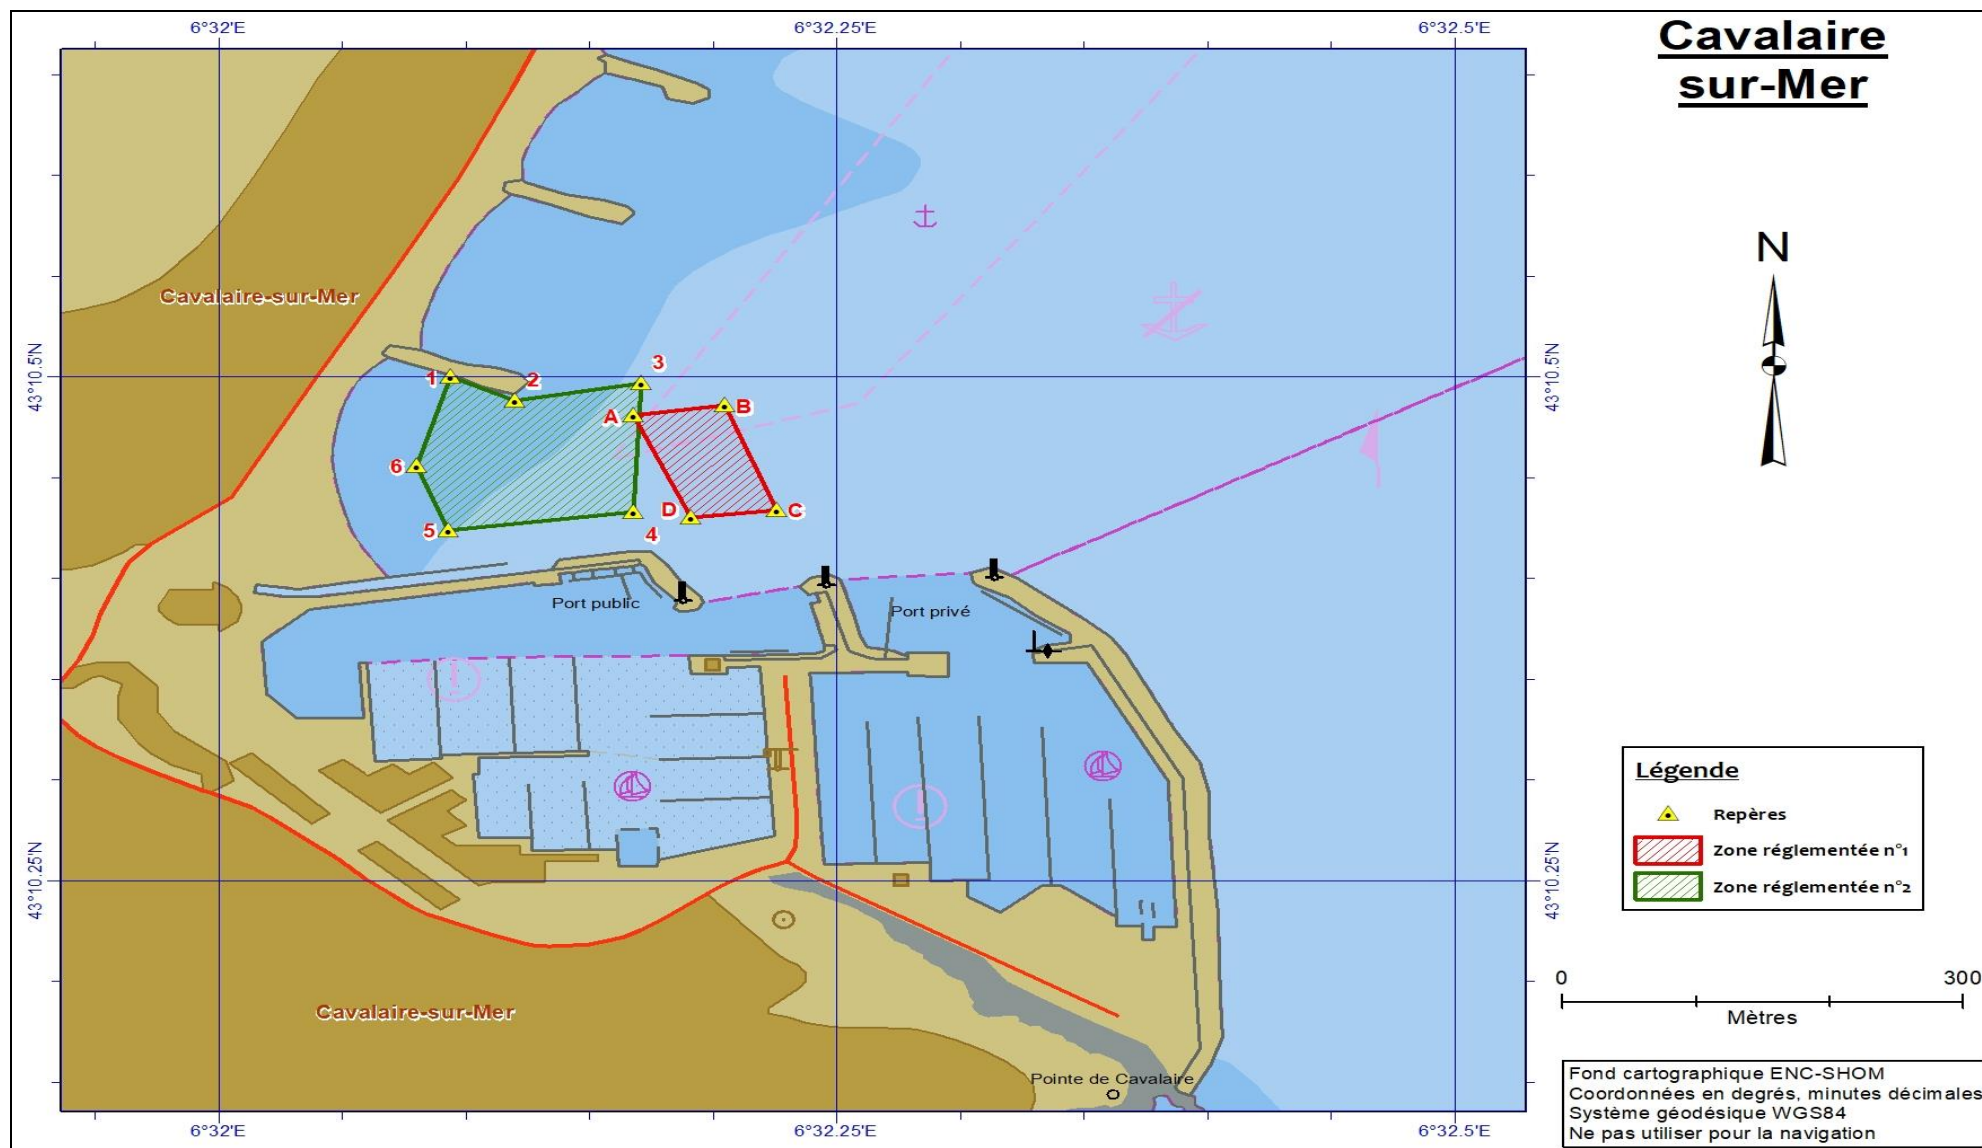 6°32'E
6°32.25'E
6°32.5'E
Cavalaire
sur-Mer
N
Cavalaire-sur-Mer
43°10.5'N
43°10.5'N
1
2
3
A
B
6
D
C
5
4
Port public
Port privé
Légende
Repères
Zone réglementée n°1
Zone réglementée n°2
43°10.25'N
43°10.25'N
Cavalaire-sur-Mer
0
300
Mètres
Pointe de Cavalaire
Fond cartographique ENC-SHOM
Coordonnées en degrés, minutes décimales
Système géodésique WGS84
Ne pas utiliser pour la navigation
6°32'E
6°32.25'E
6°32.5'E